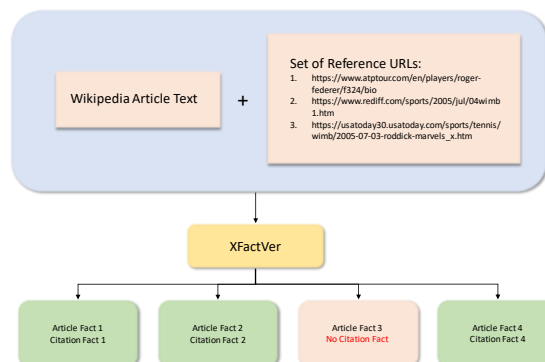 Wikipedia Article Text
+
Set of Reference URLs:
1. https://www.atptour.com/en/players/roger-
federer/f324/bio
2. https://www.rediff.com/sports/2005/jul/04wimb
1.htm
3. https://usatoday30.usatoday.com/sports/tennis/
wimb/2005-07-03-roddick-marvels_x.htm
XFactVer
Article Fact 1
Citation Fact 1
Article Fact 2
Citation Fact 2
Article Fact 3
No Citation Fact
Article Fact 4
Citation Fact 4